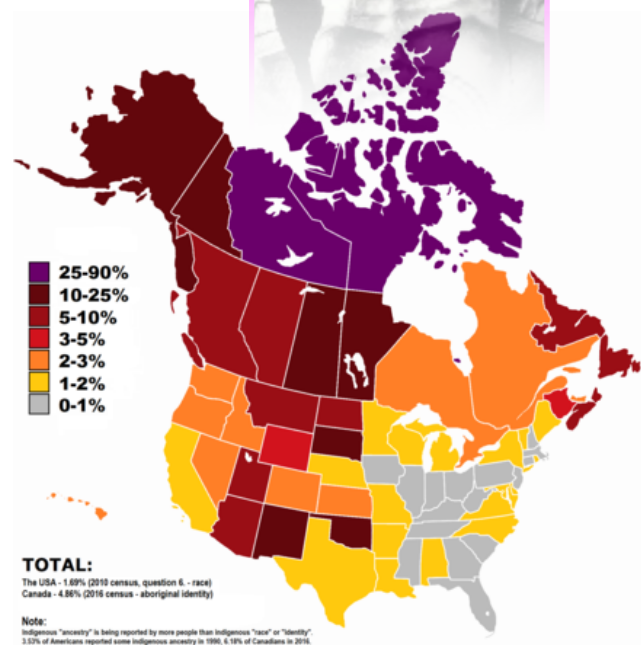 25-90%
10-25%
5-10%
3-5%
2-3%
1-2%
0-1%
TOTAL:
The USA - 1.69% (2010 census, question 6. - race)
Canada - 4.86% (2016 census - aboriginal identity)
Note:
Indigenous "ancestry" is being reported by more people than indigenous "race" or "identity".
3.53% of Americans reported some indigenous ancestry in 1990, 6.18% of Canadians in 2016.